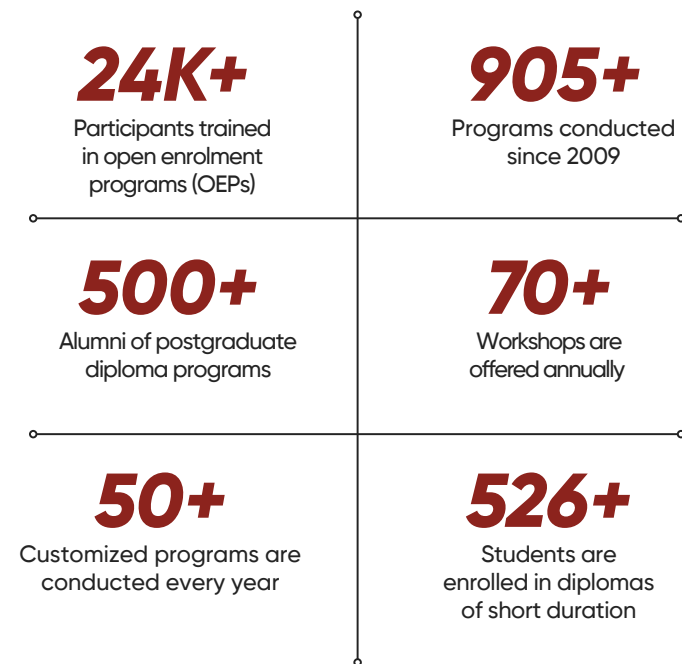 24K+
Participants trained
in open enrolment
programs (OEPs)
905+
Programs conducted
since 2009
500+
Alumni of postgraduate
diploma programs
70+
Workshops are
offered annually
50+
Customized programs are
conducted every year
526+
Students are
enrolled in diplomas
of short duration